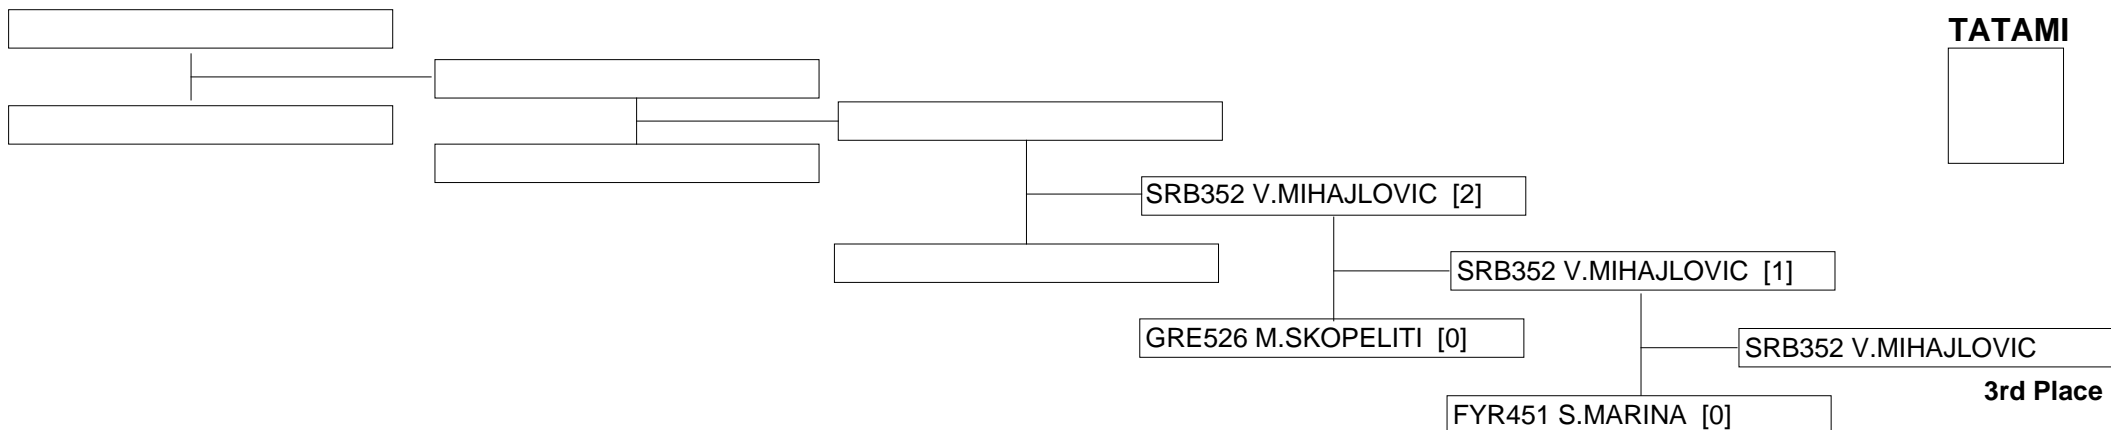 TATAMI
SRB352 V.MIHAJLOVIC [2]
SRB352 V.MIHAJLOVIC [1]
GRE526 M.SKOPELITI [0]
SRB352 V.MIHAJLOVIC
3rd Place
FYR451 S.MARINA [0]